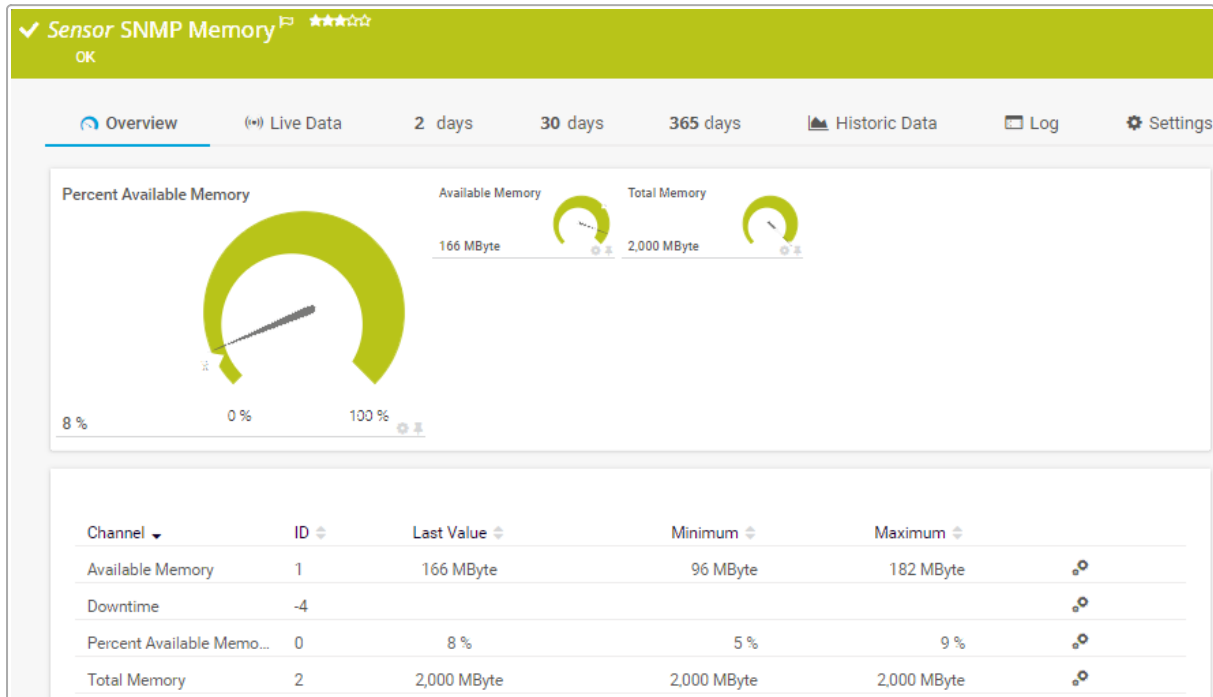 Sensor SNMP Memory
OK
Overview Live Data 2 days 30 days 365 days Historic Data Log Settings
Percent Available Memory
8 %
0 %
100 %
Available Memory
166 MByte
Total Memory
2,000 MByte
Channel ID Last Value Minimum Maximum
Available Memory 1 166 MByte 96 MByte 182 MByte
Downtime -4
Percent Available Memo... 0 8 % 5 % 9 %
Total Memory 2 2,000 MByte 2,000 MByte 2,000 MByte